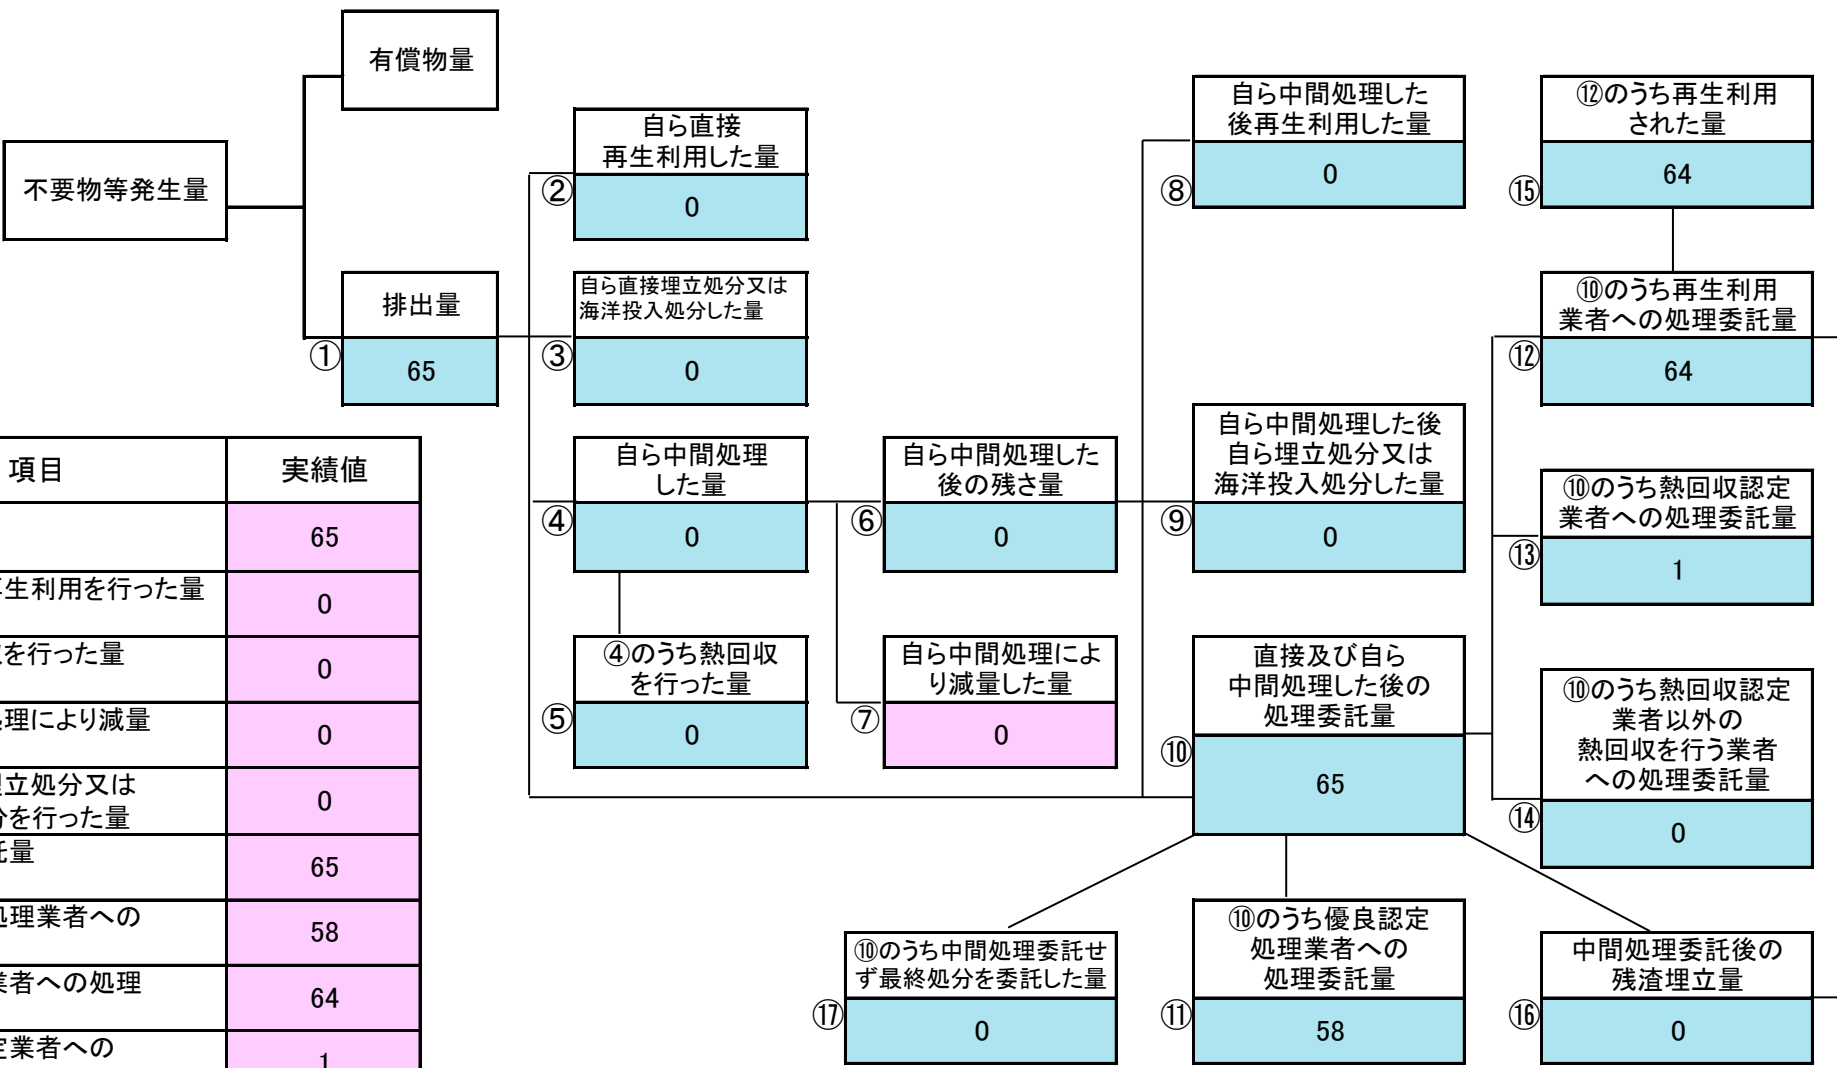 有償物量
不要物等発生量
排出量
①
65
自ら直接
再生利用した量
②
0
自ら直接埋立処分又は
海洋投入処分した量
③
0
自ら中間処理
した量
④
0
④のうち熱回収
を行った量
⑤
0
自ら中間処理した
後の残さ量
⑥
0
自ら中間処理によ
り減量した量
⑦
0
自ら中間処理した
後再生利用した量
⑧
0
自ら中間処理した後
自ら埋立処分又は
海洋投入処分した量
⑨
0
直接及び自ら
中間処理した後の
処理委託量
⑩
65
⑫のうち再生利用
された量
⑮
64
⑩のうち再生利用
業者への処理委託量
⑫
64
⑩のうち熱回収認定
業者への処理委託量
⑬
1
⑩のうち熱回収認定
業者以外の
熱回収を行う業者
への処理委託量
⑭
0
⑩のうち中間処理委託せ
ず最終処分を委託した量
⑰
0
⑩のうち優良認定
処理業者への
処理委託量
⑪
58
中間処理委託後の
残渣埋立量
⑯
0
項目 実績値
65
生利用を行った量 0
を行った量 0
理により減量 0
立処分又は
を行った量 0
量 65
処理業者への 58
業者への処理 64
業者への 1